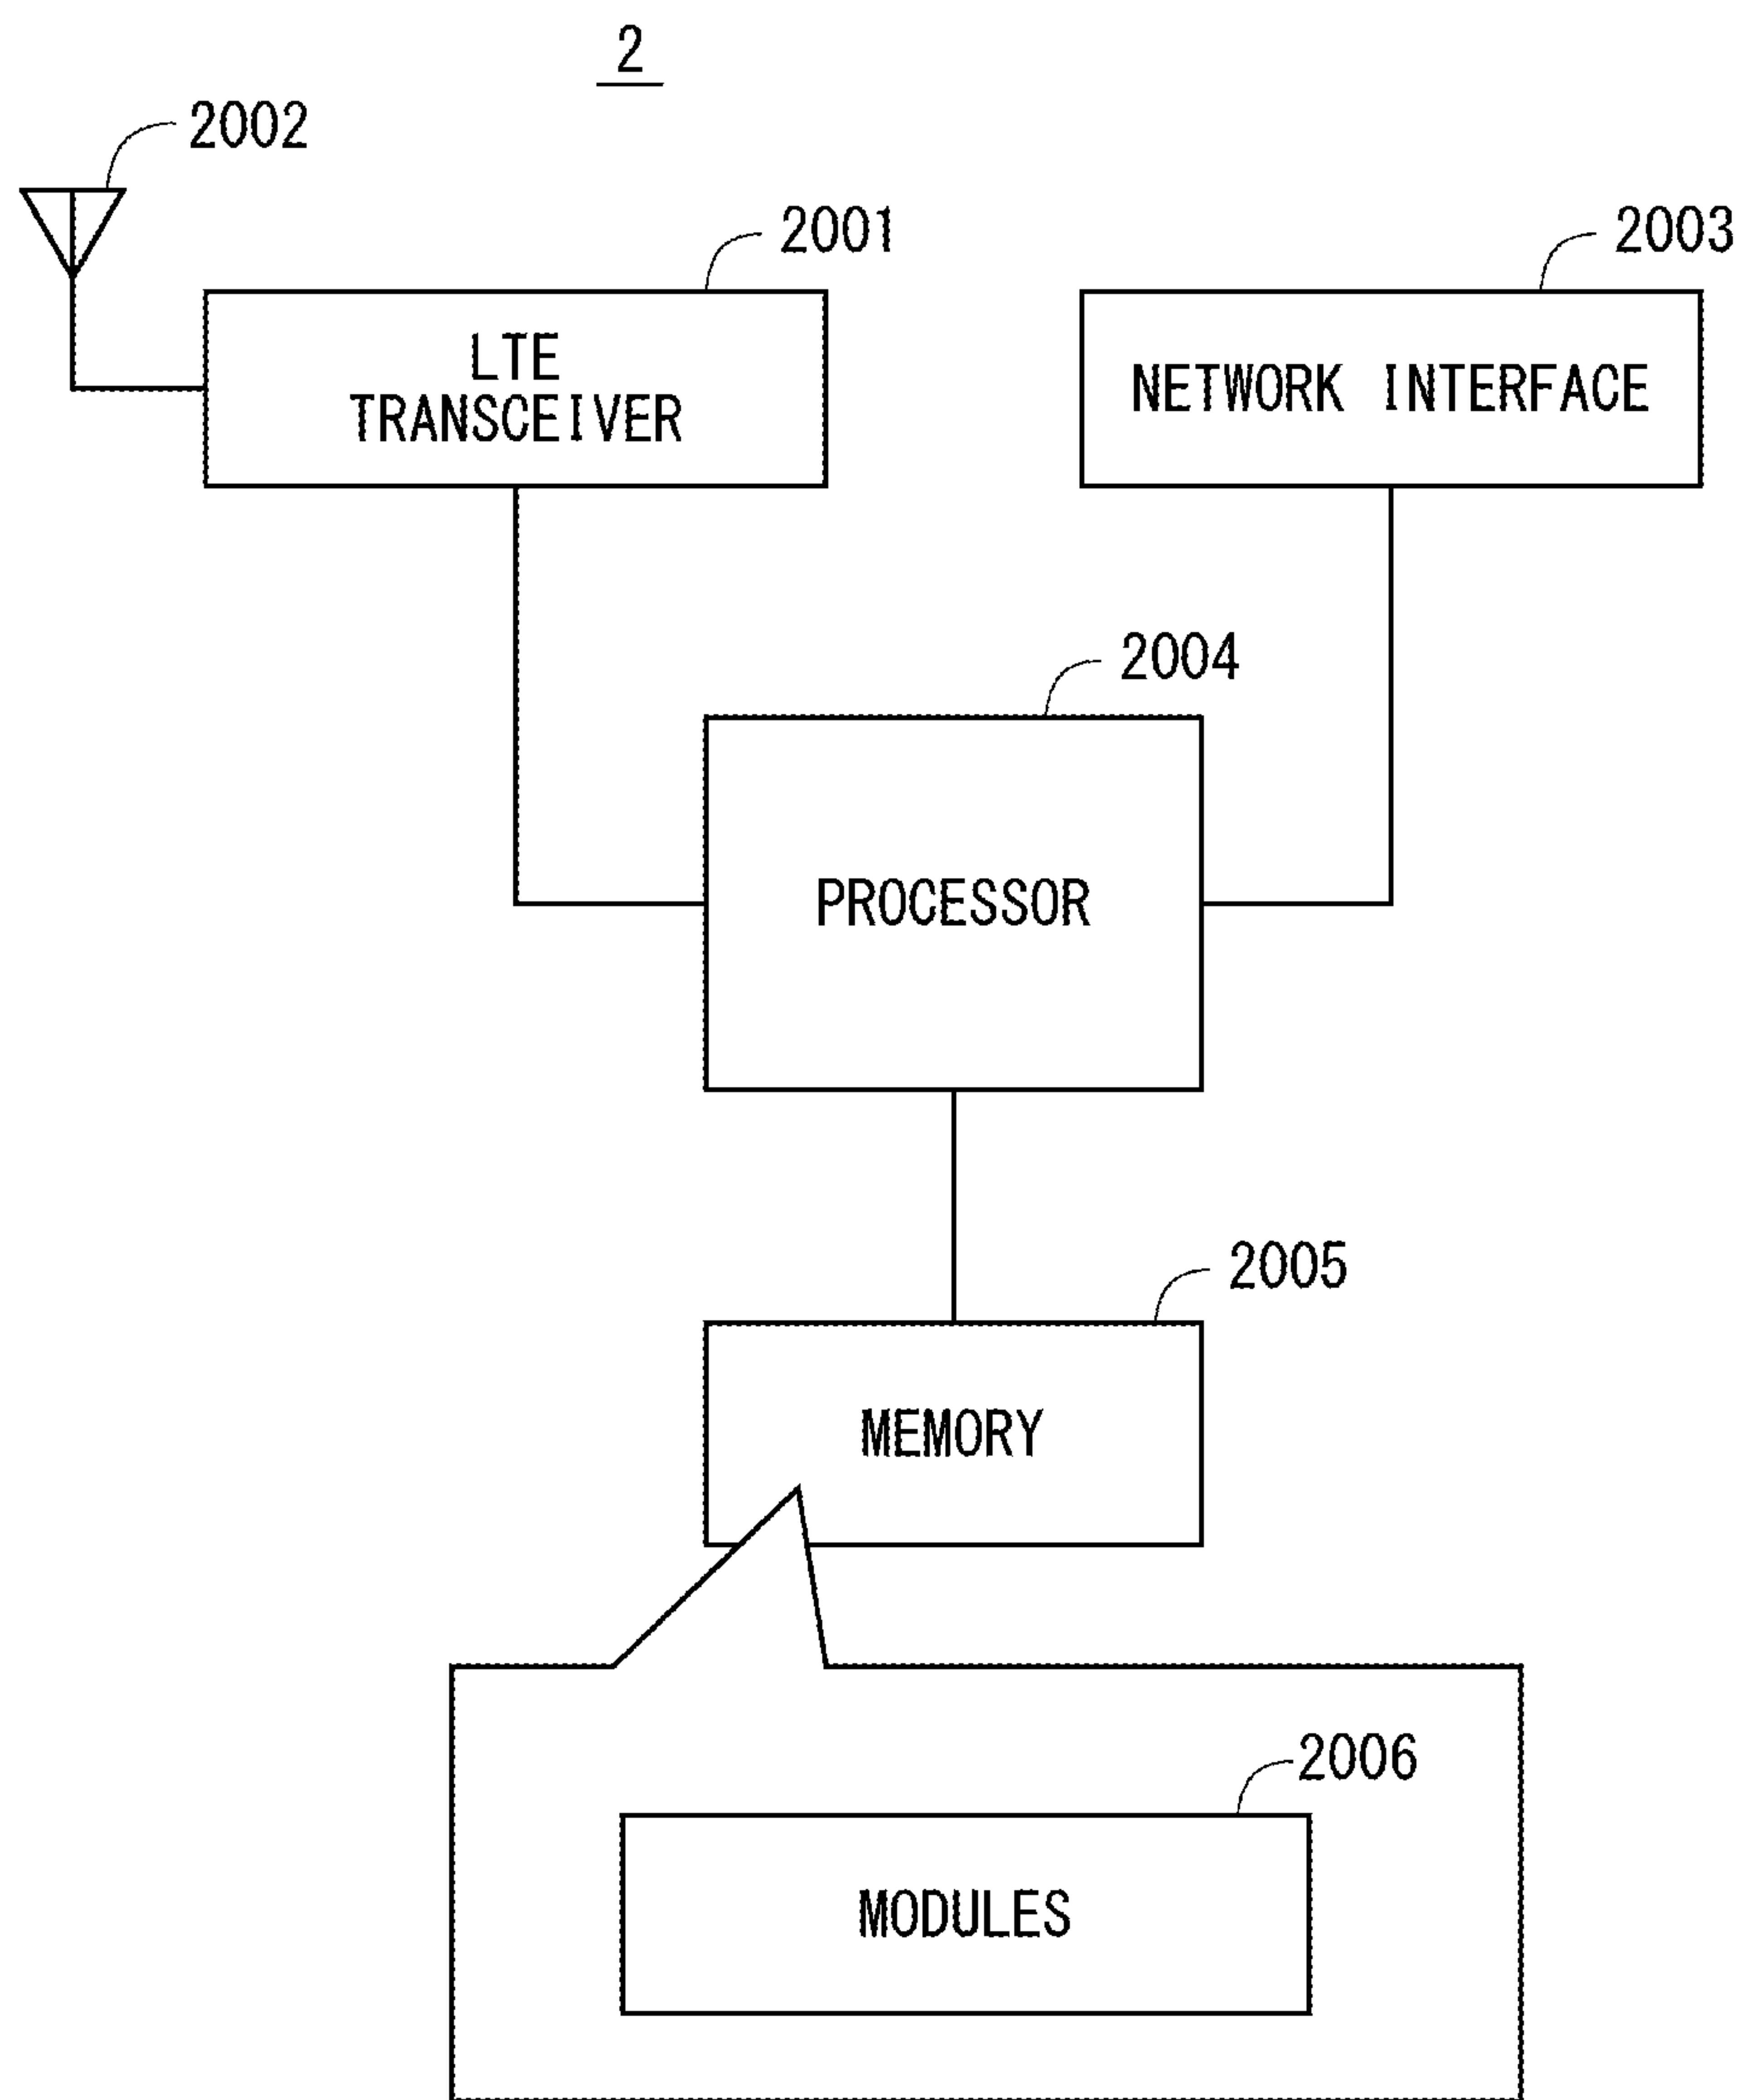 2
2002
2001
2003
LTE
TRANSCEIVER
NETWORK INTERFACE
2004
PROCESSOR
2005
MEMORY
2006
MODULES